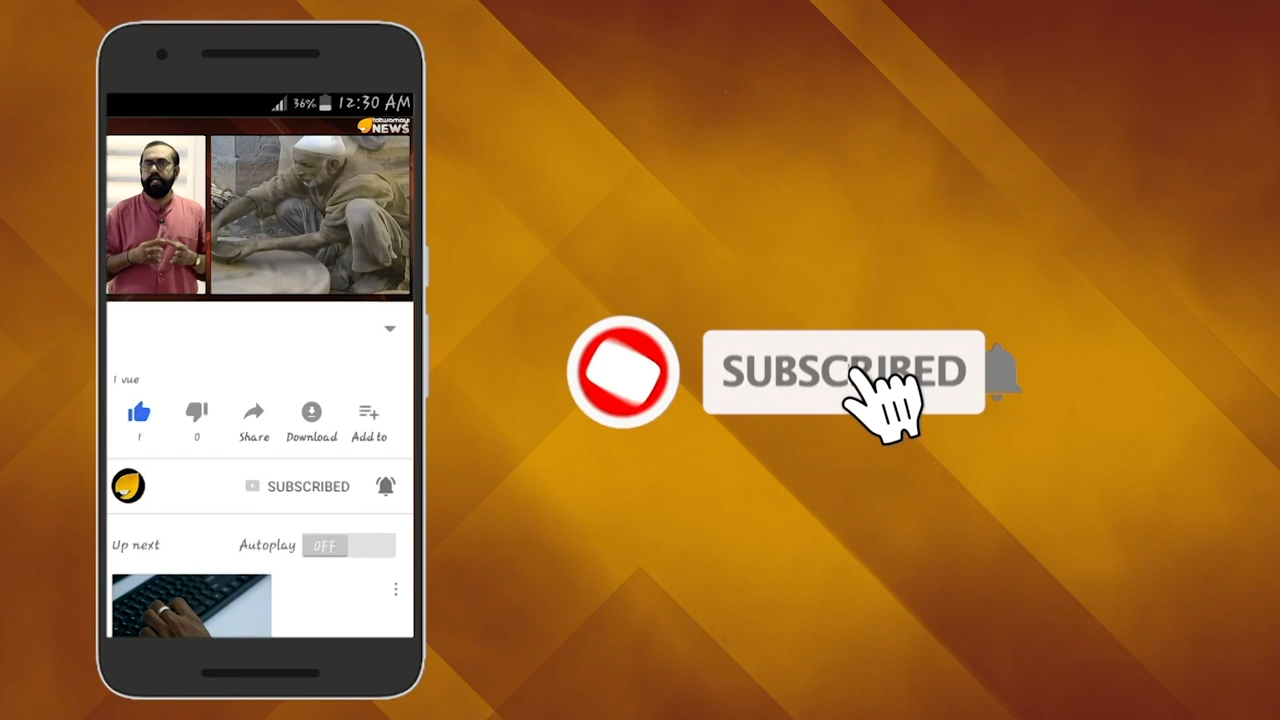 36% 12:30 AM
tatwamayi
NEWS
1 vue
1 0 Share Download Add to
SUBSCRIBED
Up next Autoplay OFF
SUBSCRIBED